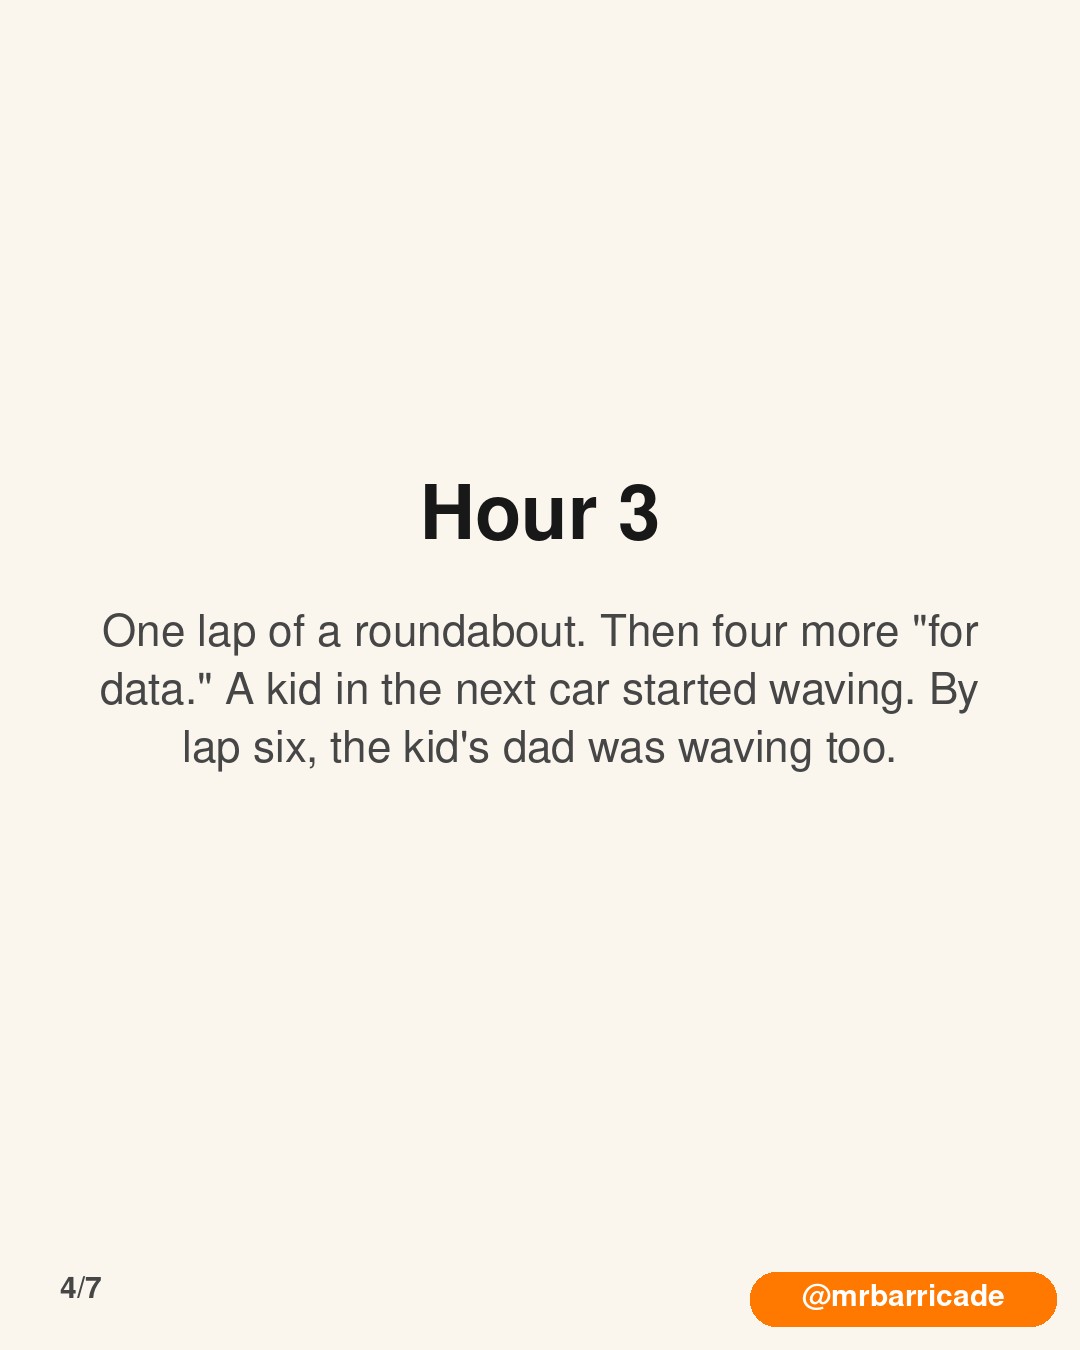 Hour 3
One lap of a roundabout. Then four more "for
data." A kid in the next car started waving. By
lap six, the kid's dad was waving too.
4/7
@mrbarricade